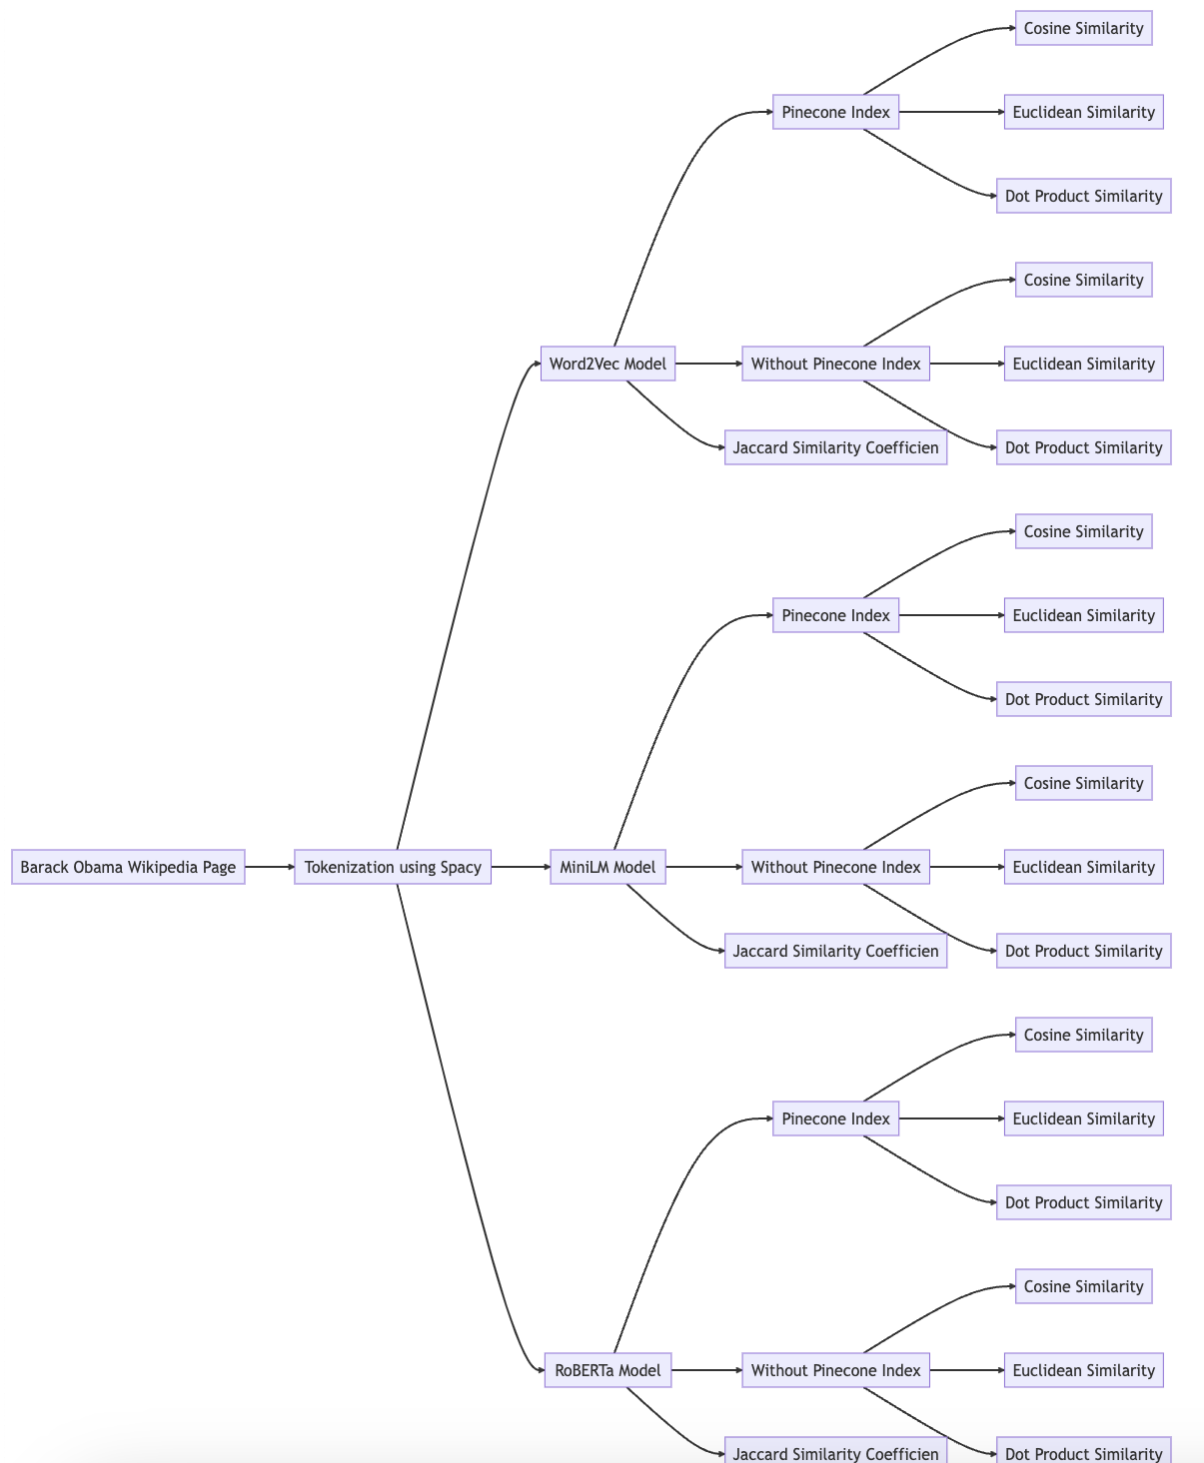 Cosine Similarity
Pinecone Index
Euclidean Similarity
Dot Product Similarity
Cosine Similarity
Word2Vec Model
Without Pinecone Index
Euclidean Similarity
Jaccard Similarity Coefficien
Dot Product Similarity
Cosine Similarity
Pinecone Index
Euclidean Similarity
Dot Product Similarity
Cosine Similarity
Barack Obama Wikipedia Page
Tokenization using Spacy
MiniLM Model
Without Pinecone Index
Euclidean Similarity
Jaccard Similarity Coefficien
Dot Product Similarity
Cosine Similarity
Pinecone Index
Euclidean Similarity
Dot Product Similarity
Cosine Similarity
RoBERTa Model
Without Pinecone Index
Euclidean Similarity
Jaccard Similarity Coefficien
Dot Product Similarity